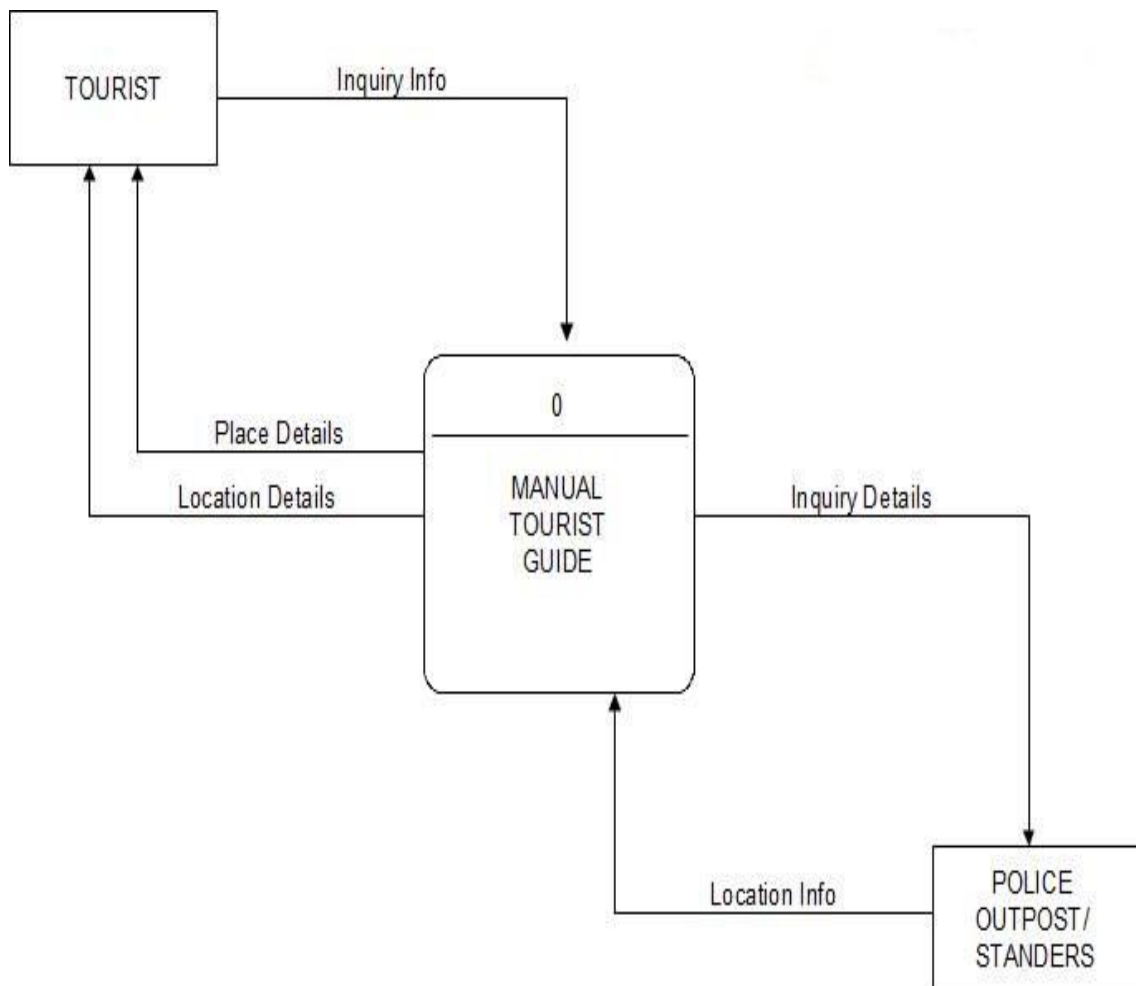 TOURIST
Inquiry Info
0
Place Details
Location Details
MANUAL
TOURIST
GUIDE
Inquiry Details
Location Info
POLICE
OUTPOST/
STANDERS